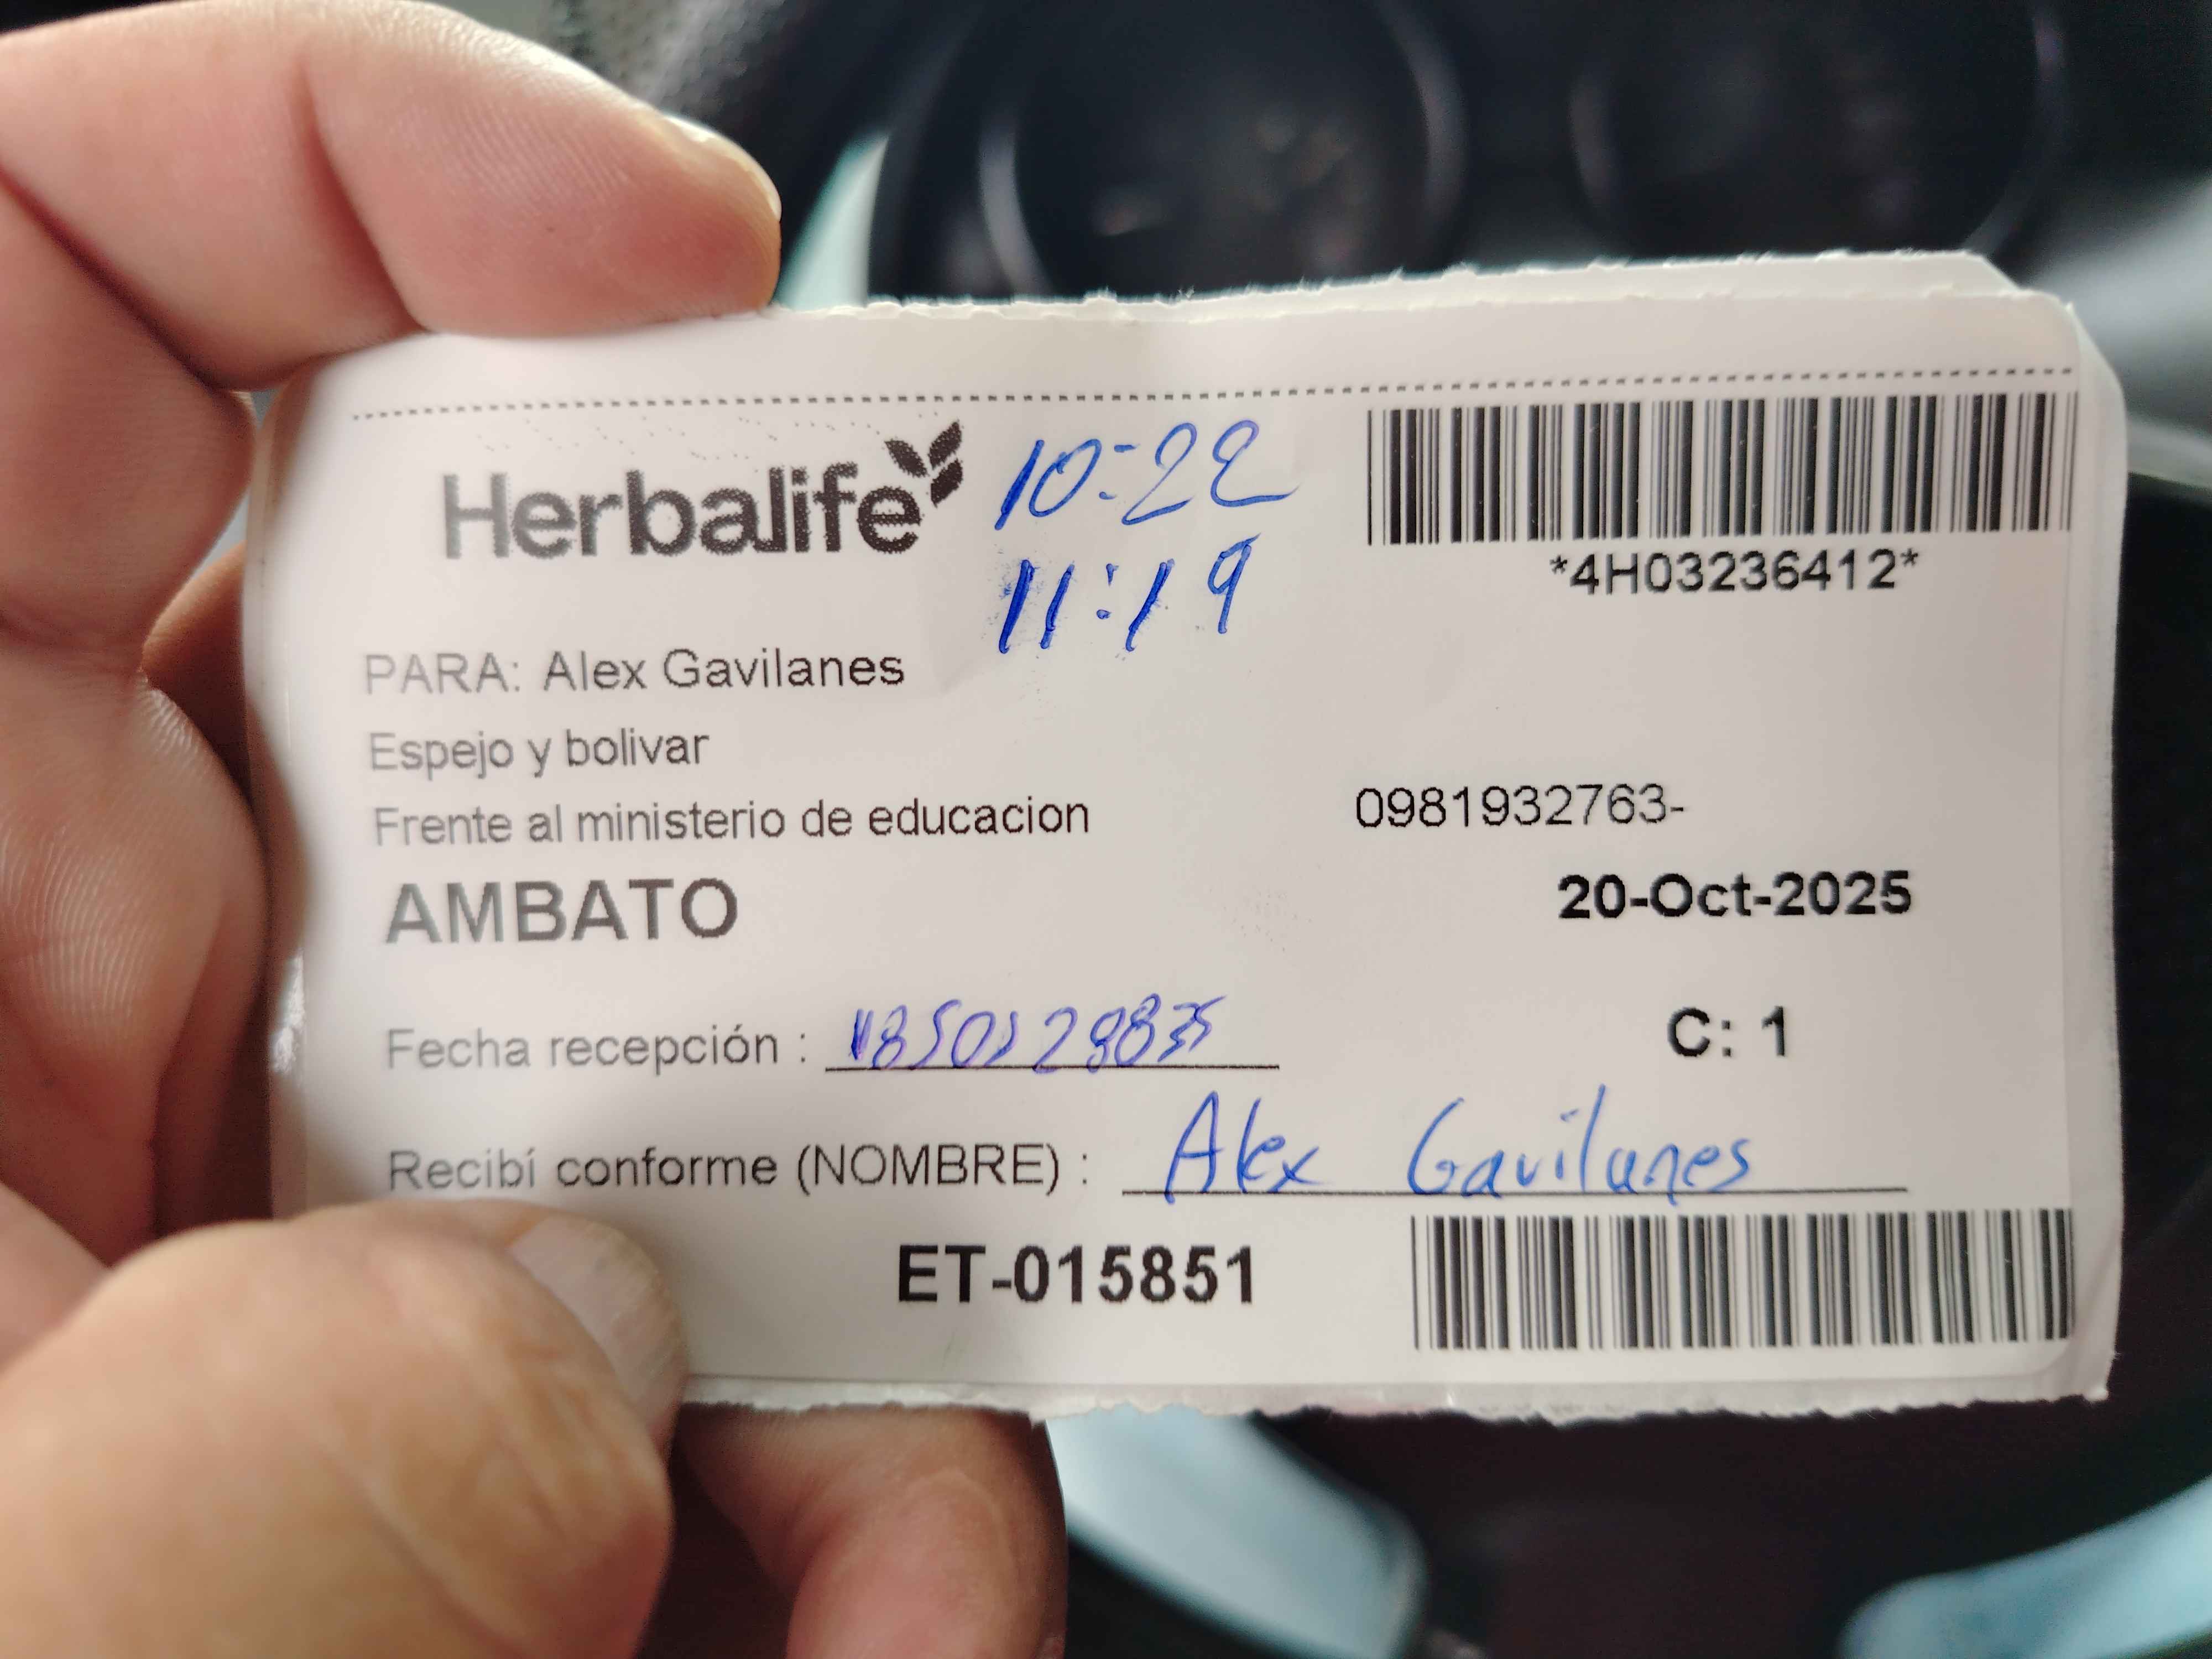 Herbalife
10:22
11:19
*4H03236412*
PARA: Alex Gavilanes
Espejo y bolivar
Frente al ministerio de educacion
0981932763-
AMBATO
20-Oct-2025
Fecha recepción :
C: 1
Recibí conforme (NOMBRE) : Alex Gavilanes
ET-015851